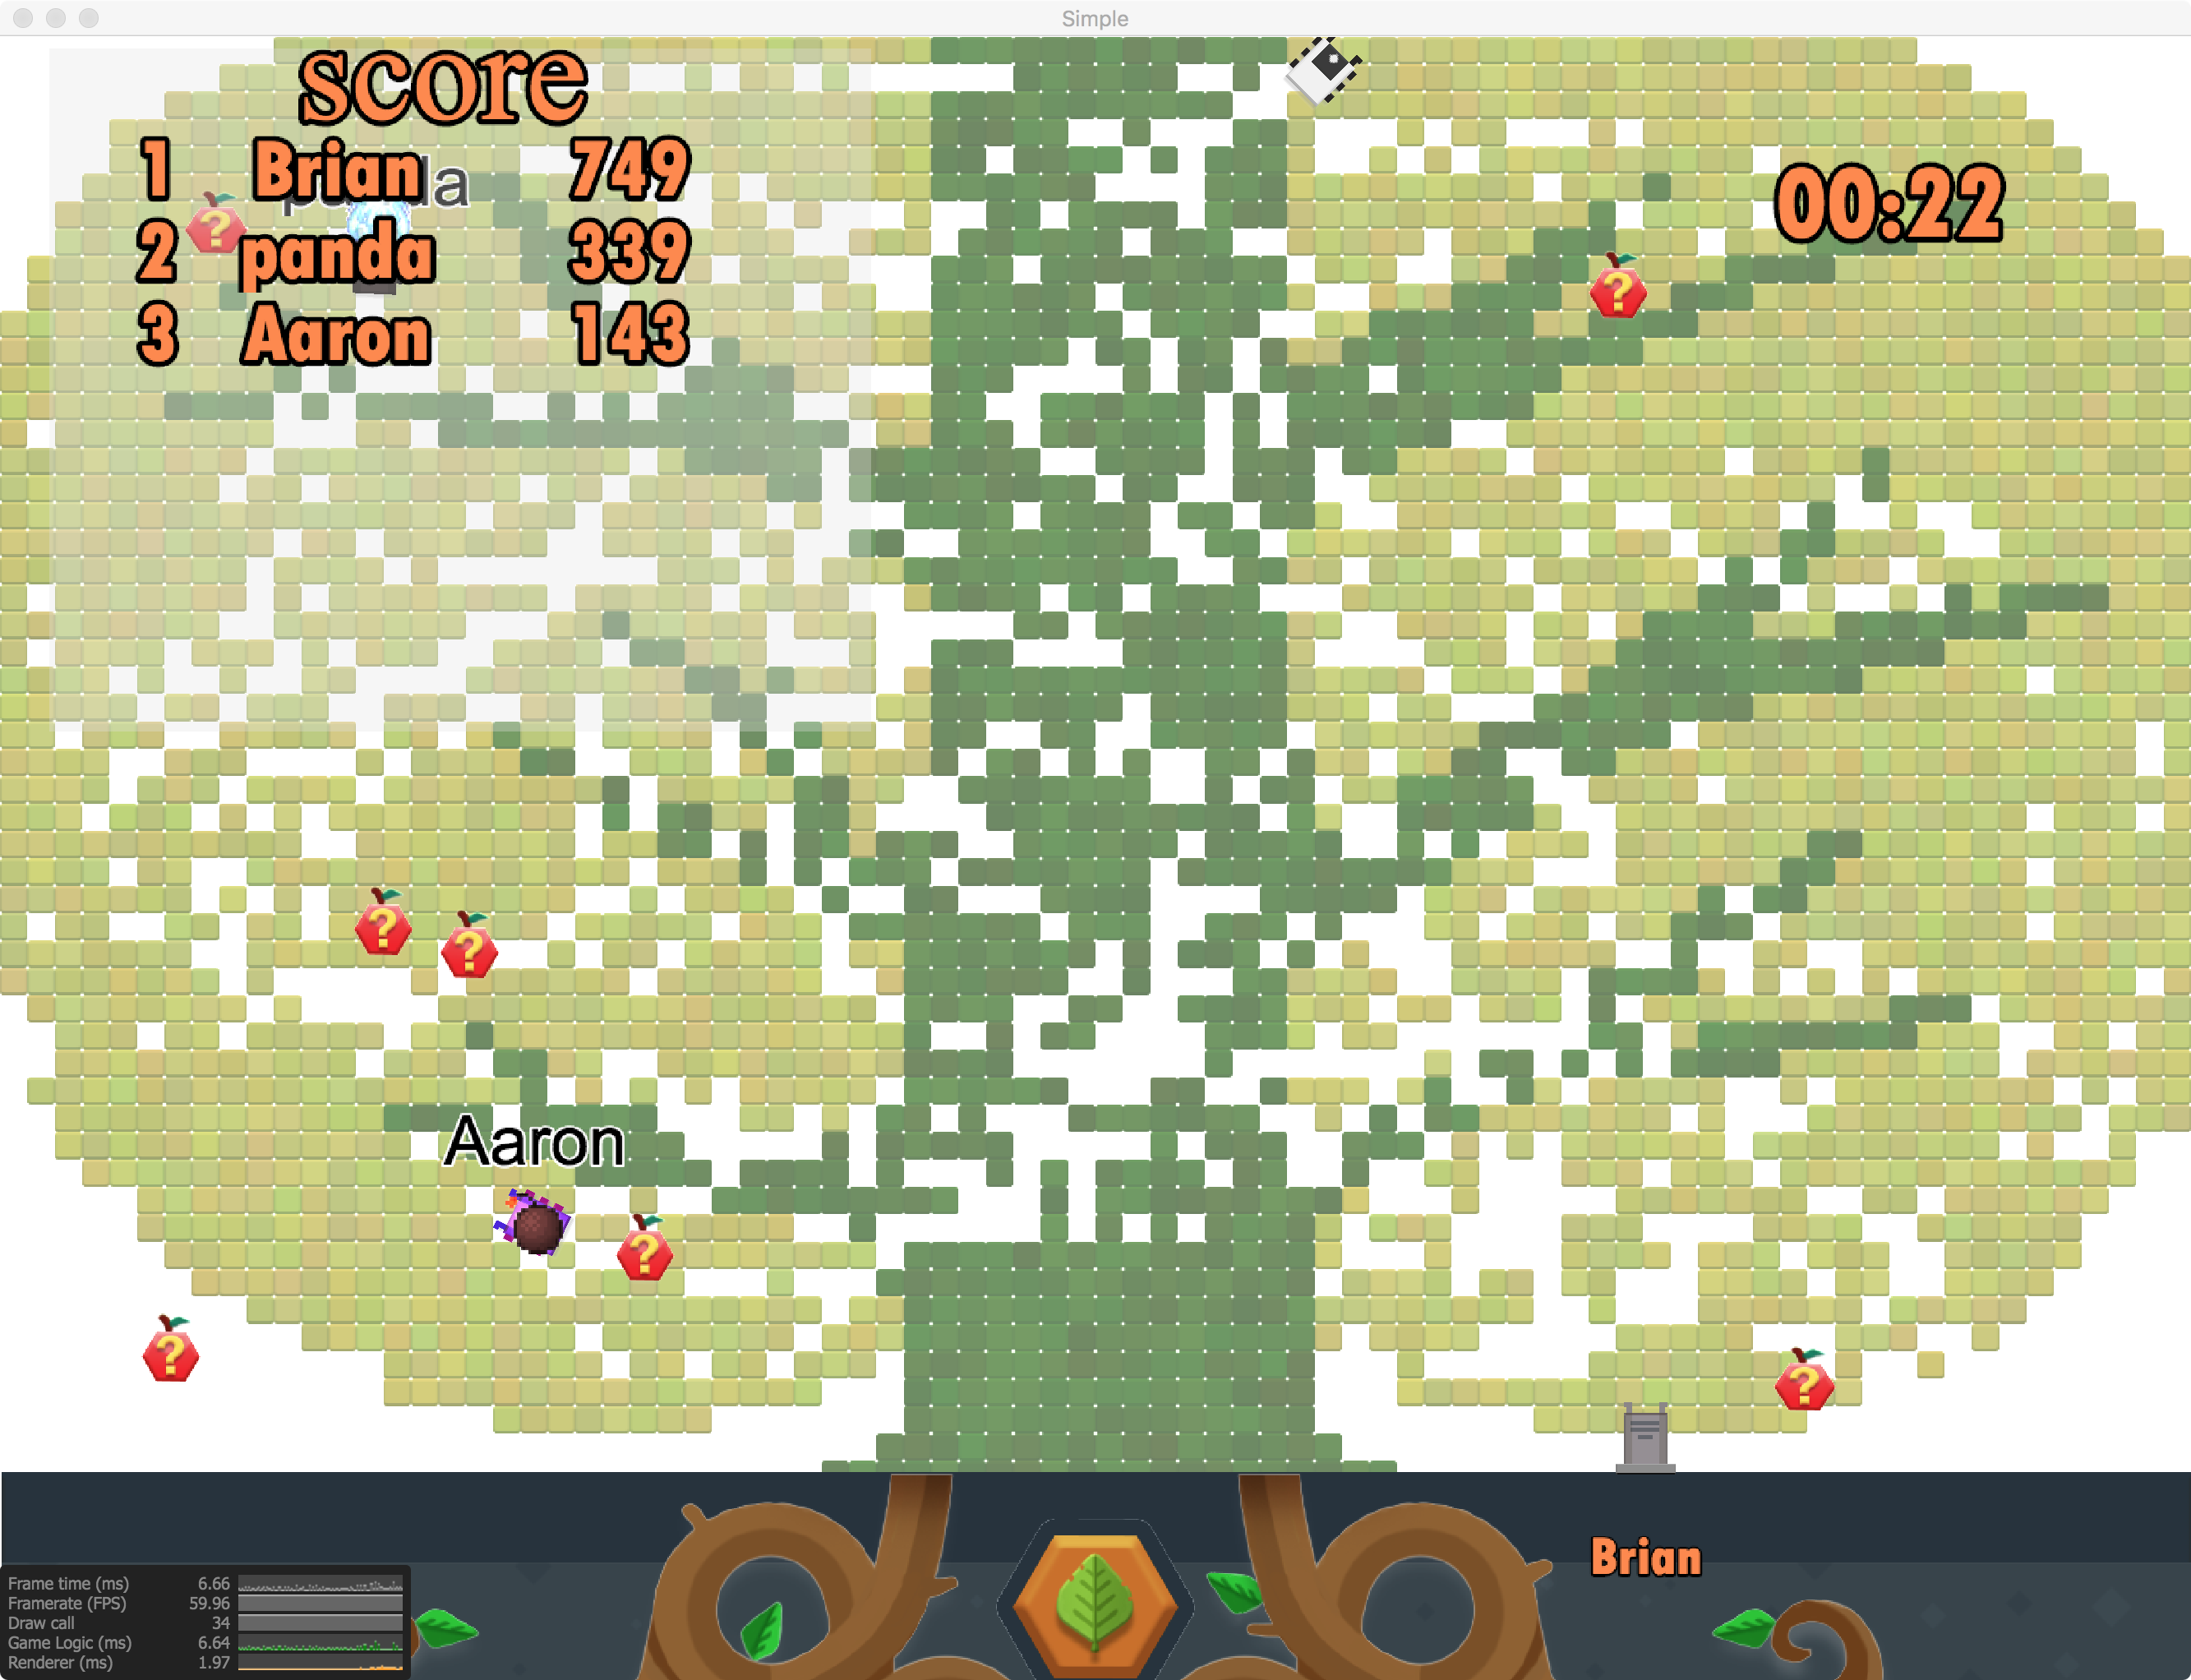 Simple
score
1 Brian 749
2 panda 339
3 Aaron 143
00:22
?
?
?
?
Aaron
?
?
?
Brian
Frame time (ms) 6.66
Framerate (FPS) 59.96
Draw call 34
Game Logic (ms) 6.64
Renderer (ms) 1.97